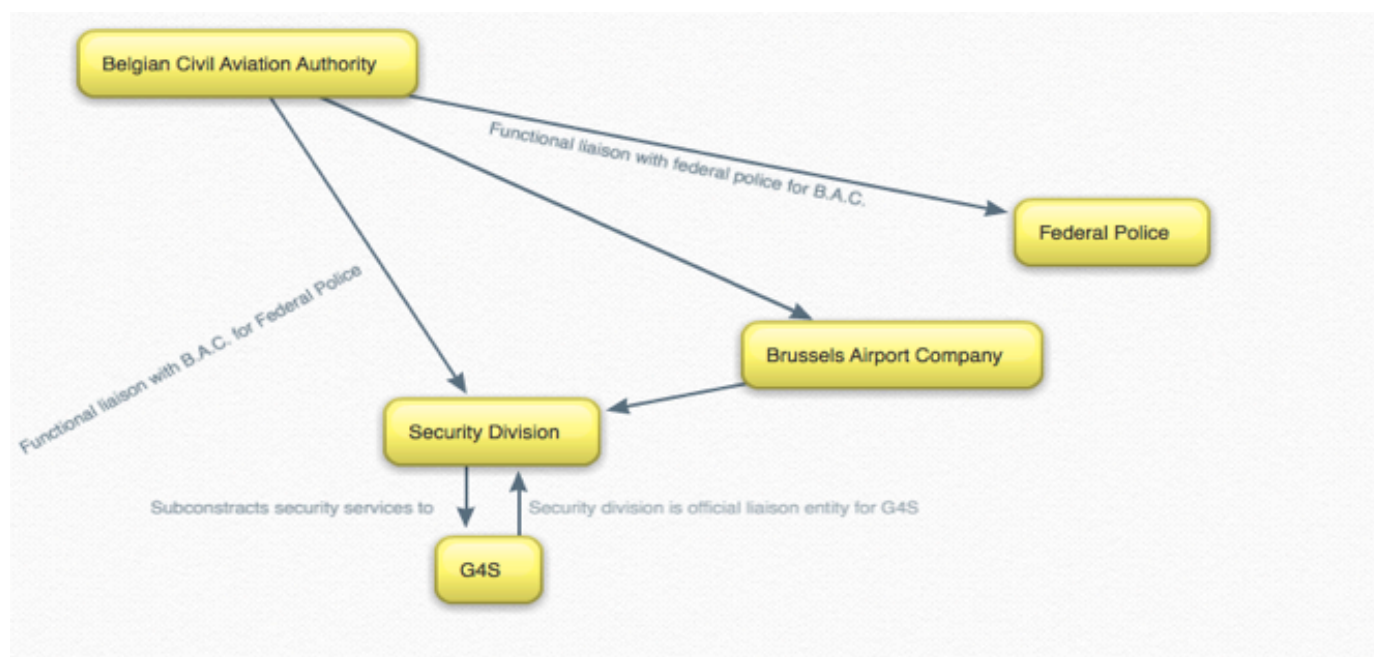 Belgian Civil Aviation Authority
Functional liaison with federal police for B.A.C.
Federal Police
Functional liaison with B.A.C. for Federal Police
Brussels Airport Company
Security Division
Subconstracts security services to
Security division is official liaison entity for G4S
G4S